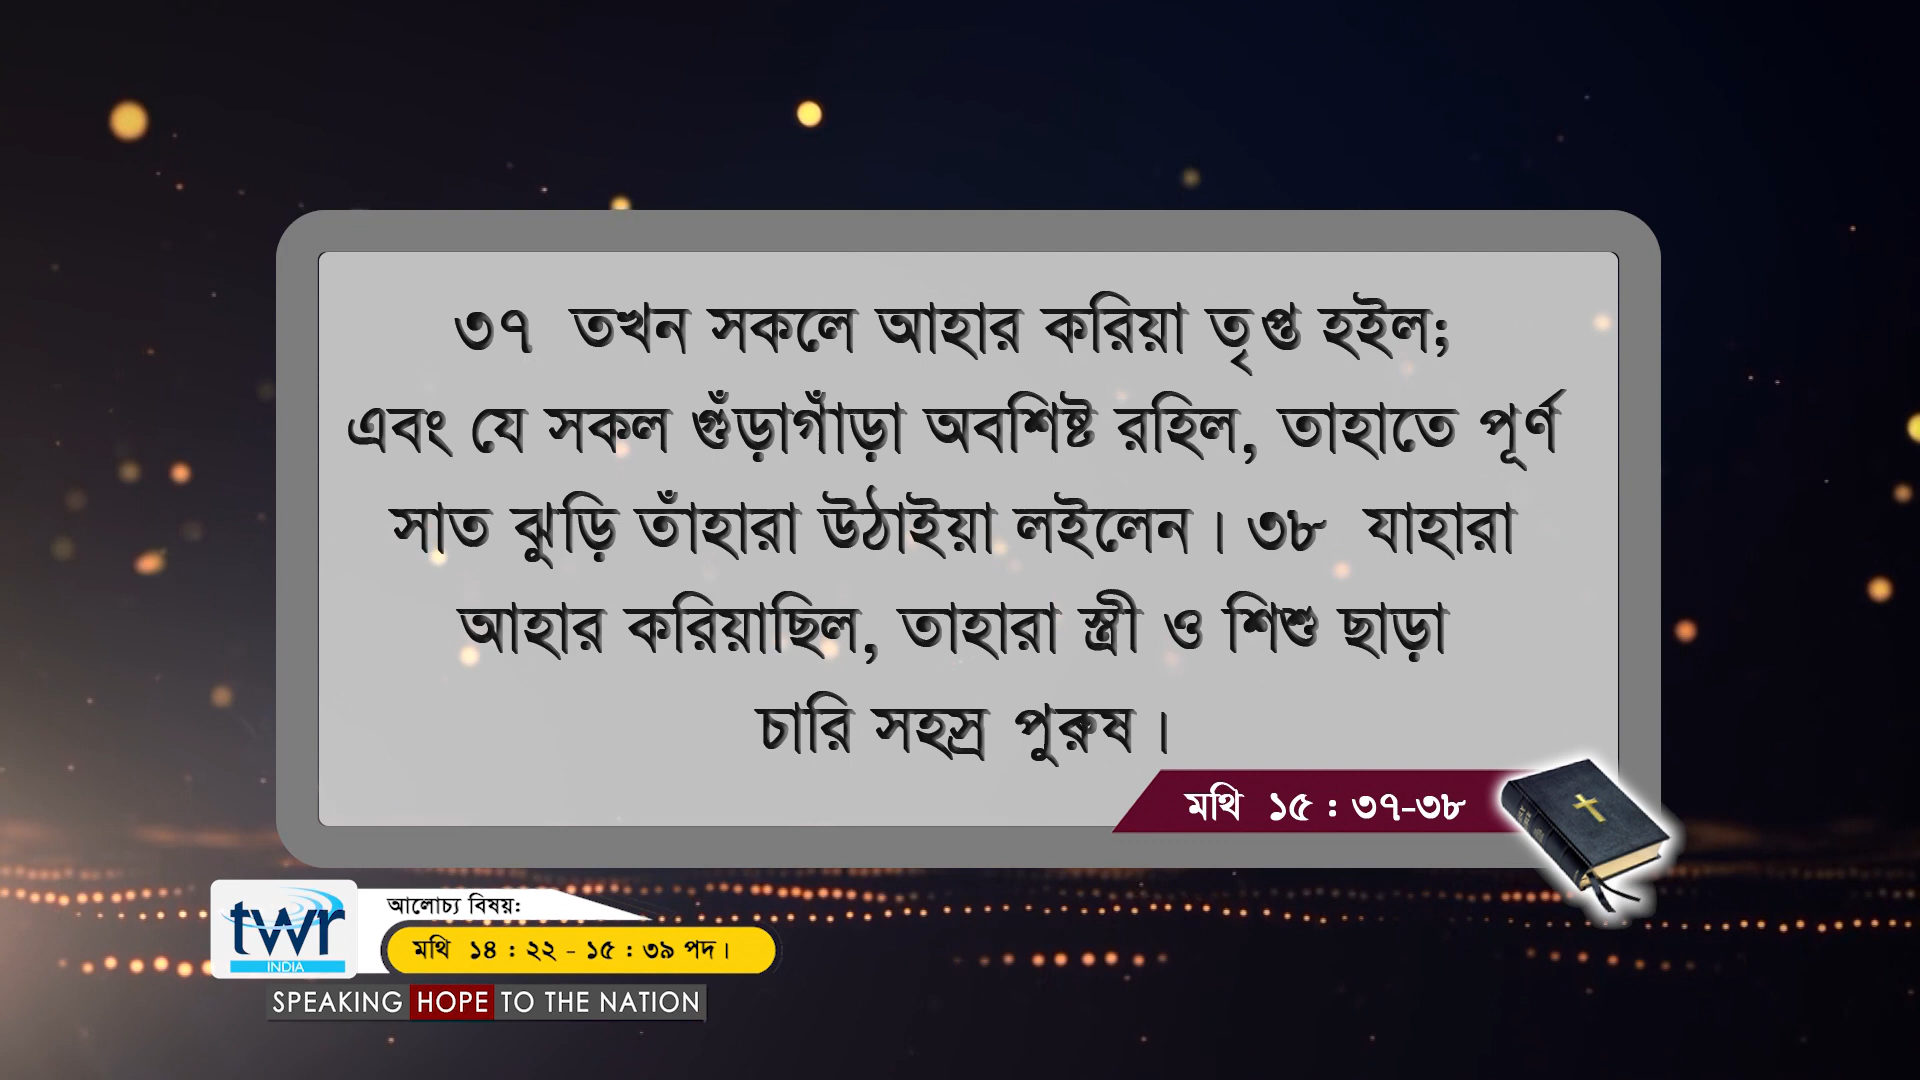 ৩৭ তখন সকলে আহার করিয়া তৃপ্ত হইল;
এবং যে সকল গুঁড়াগাঁড়া অবশিষ্ট রহিল, তাহাতে পূর্ণ
সাত ঝুড়ি তাঁহারা উঠাইয়া লইলেন। ৩৮ যাহারা
আহার করিয়াছিল, তাহারা স্ত্রী ও শিশু ছাড়া
চারি সহস্র পুরুষ।
মথি ১৫ : ৩৭-৩৮
twr
INDIA
আলোচ্য বিষয়:
মথি ১৪ : ২২ - ১৫ : ৩৯ পদ।
SPEAKING HOPE TO THE NATION